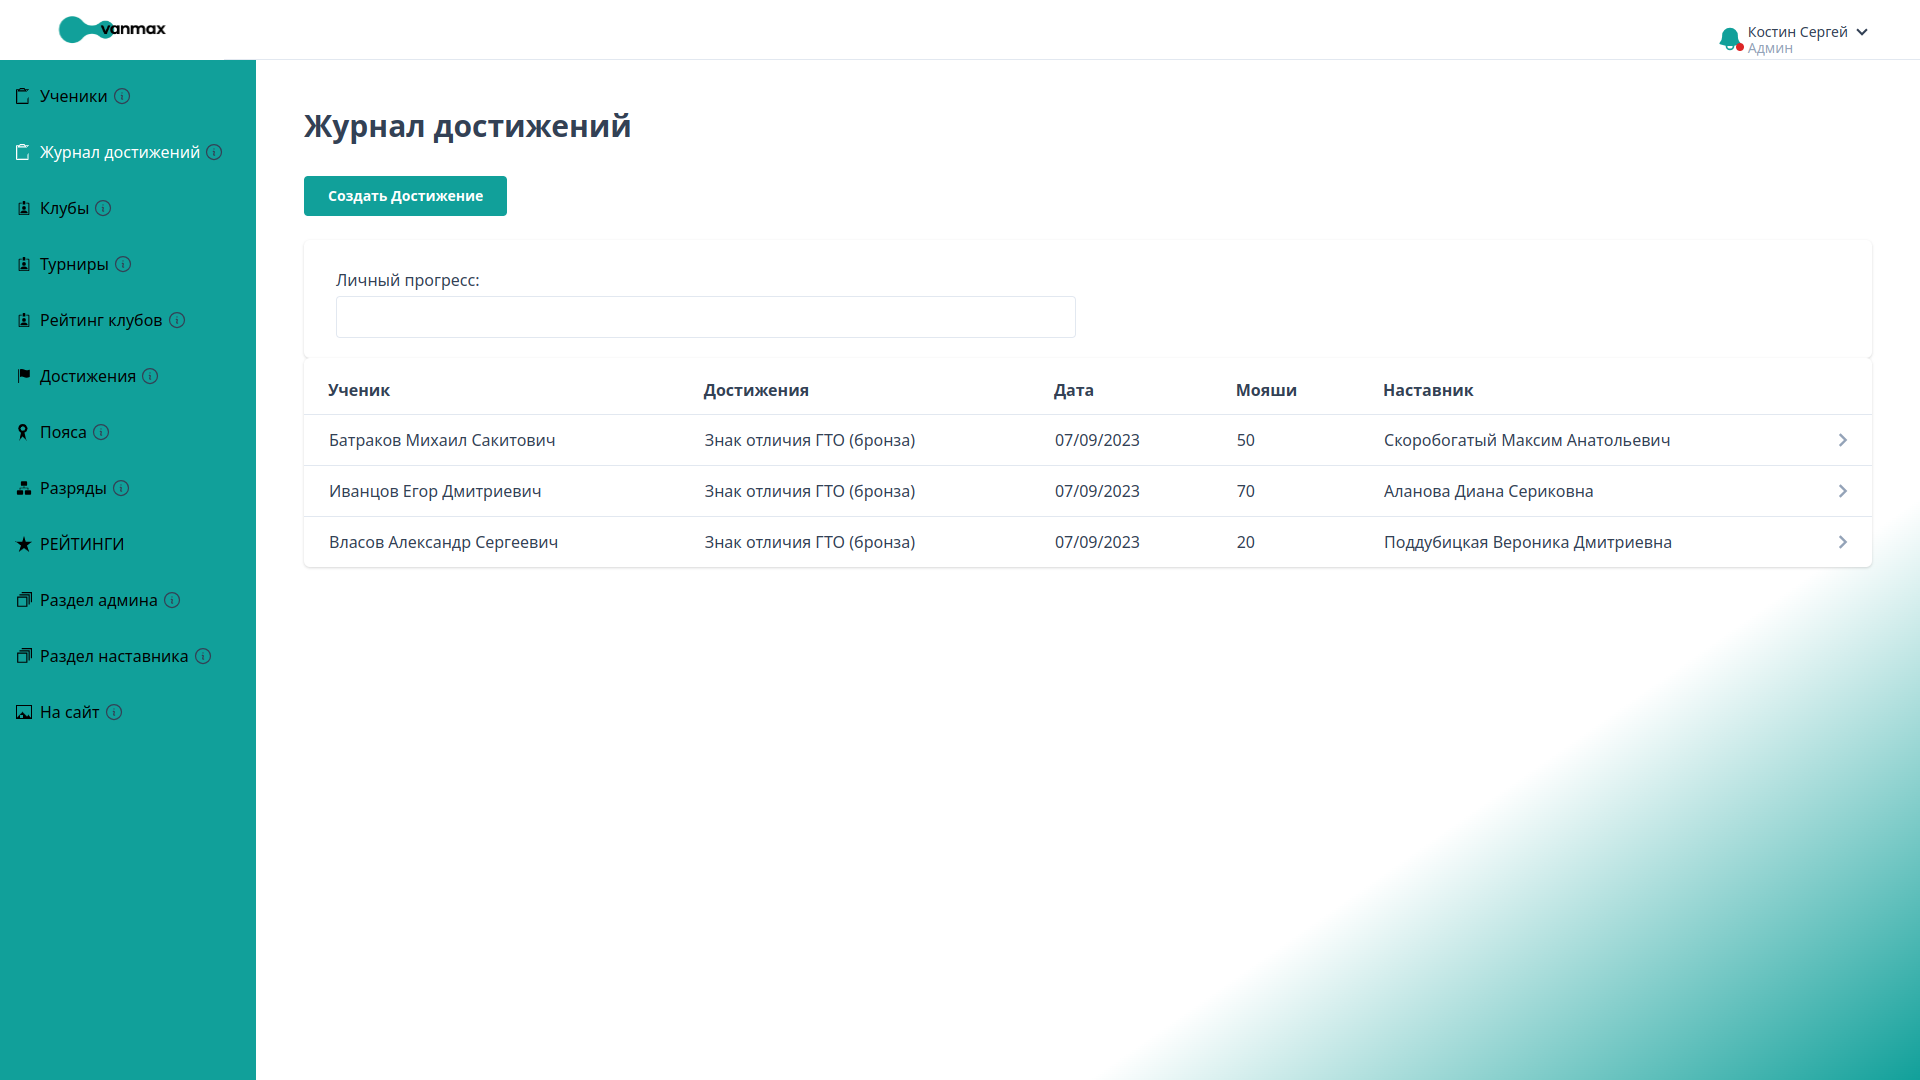 vanmax
Костин Сергей
Админ
Ученики
Журнал достижений
Клубы
Турниры
Рейтинг клубов
Достижения
Пояса
Разряды
РЕЙТИНГИ
Раздел админа
Раздел наставника
На сайт
Журнал достижений
Создать Достижение
Личный прогресс:
Ученик Достижения Дата Мояши Наставник
Батраков Михаил Сакитович Знак отличия ГТО (бронза) 07/09/2023 50 Скоробогатый Максим Анатольевич
Иванцов Егор Дмитриевич Знак отличия ГТО (бронза) 07/09/2023 70 Аланова Диана Сериковна
Власов Александр Сергеевич Знак отличия ГТО (бронза) 07/09/2023 20 Поддубицкая Вероника Дмитриевна